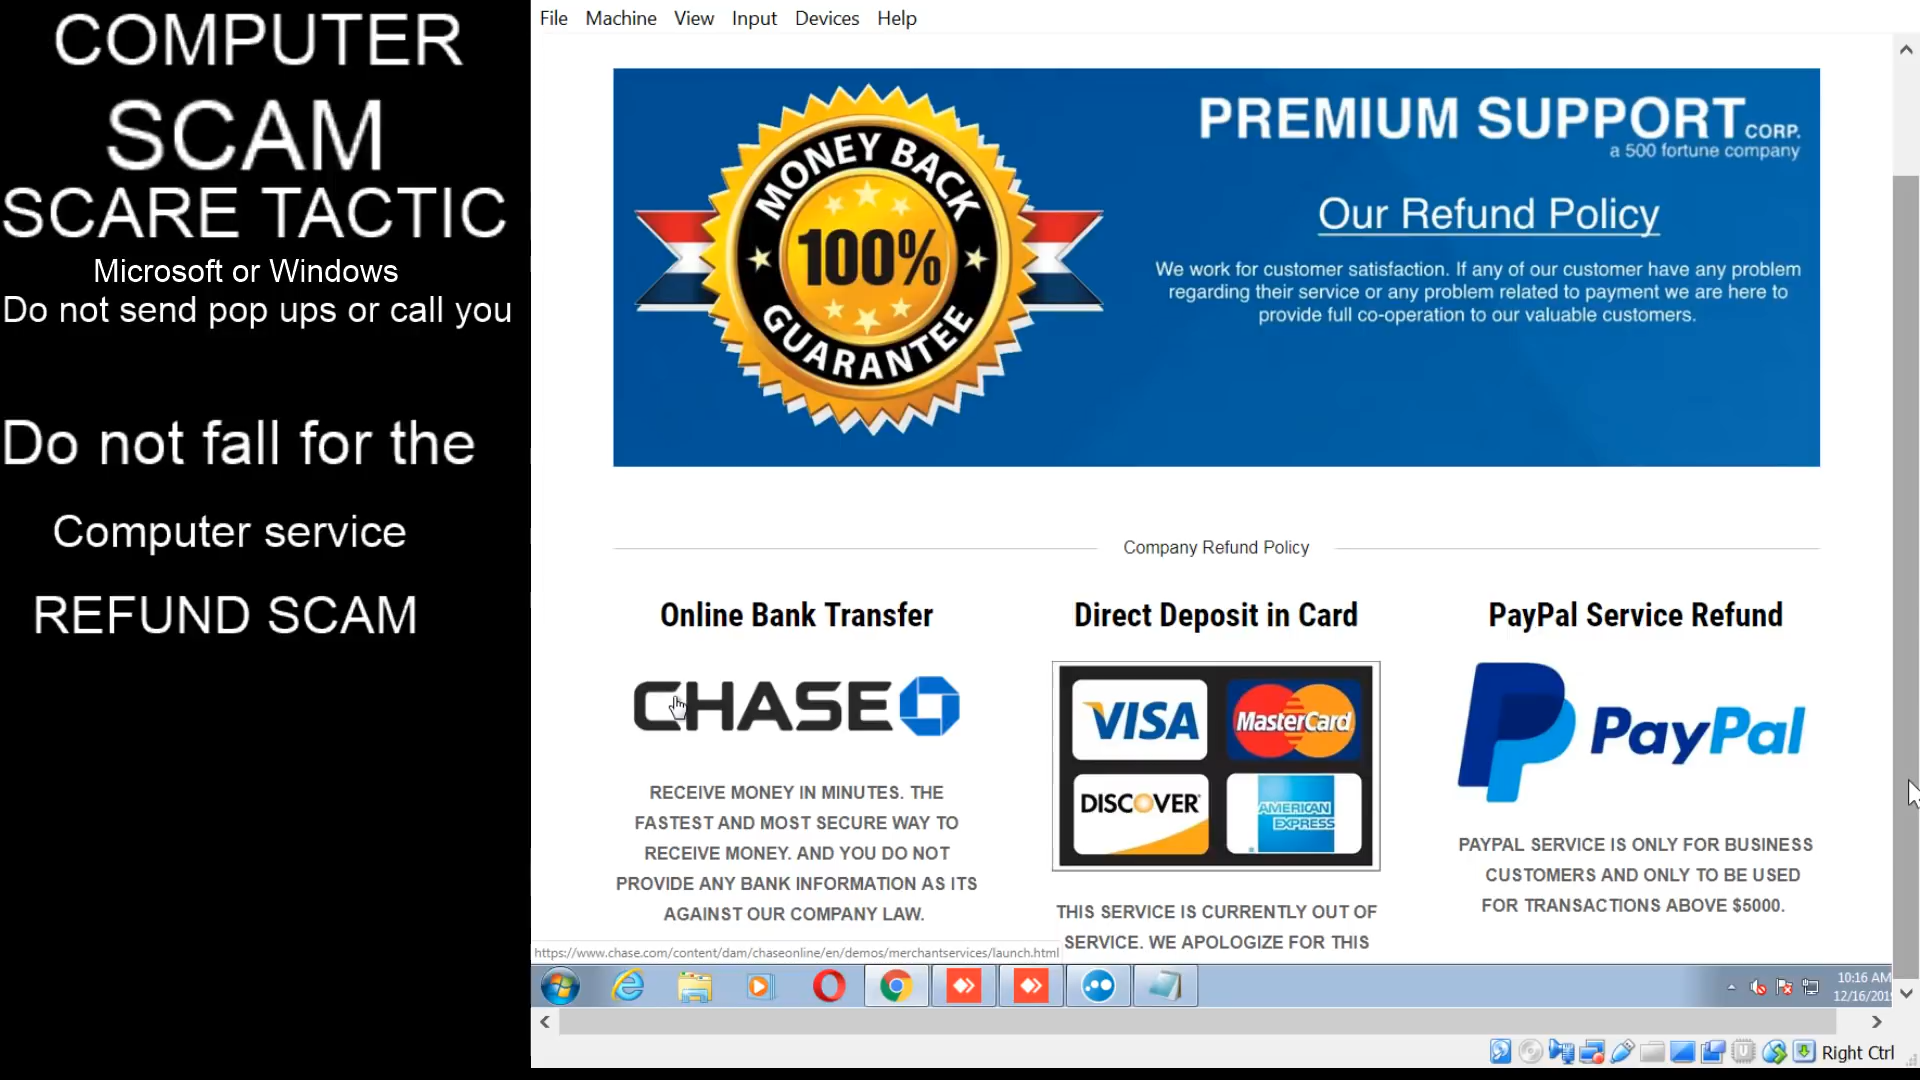 COMPUTER
SCAM
SCARE TACTIC
Microsoft or Windows
Do not send pop ups or call you
Do not fall for the
Computer service
REFUND SCAM
File Machine View Input Devices Help
MONEY BACK
100%
GUARANTEE
PREMIUM SUPPORT CORP.
a 500 fortune company
Our Refund Policy
We work for customer satisfaction. If any of our customer have any problem
regarding their service or any problem related to payment we are here to
provide full co-operation to our valuable customers.
Company Refund Policy
Online Bank Transfer
CHASE
RECEIVE MONEY IN MINUTES. THE
FASTEST AND MOST SECURE WAY TO
RECEIVE MONEY. AND YOU DO NOT
PROVIDE ANY BANK INFORMATION AS ITS
AGAINST OUR COMPANY LAW.
Direct Deposit in Card
VISA
MasterCard
DISCOVER
AMERICAN
EXPRESS
THIS SERVICE IS CURRENTLY OUT OF
SERVICE. WE APOLOGIZE FOR THIS
PayPal Service Refund
PayPal
PAYPAL SERVICE IS ONLY FOR BUSINESS
CUSTOMERS AND ONLY TO BE USED
FOR TRANSACTIONS ABOVE $5000.
https://www.chase.com/content/dam/chaseonline/en/demos/merchantservices/launch.html
10:16 AM
12/16/201
Right Ctrl